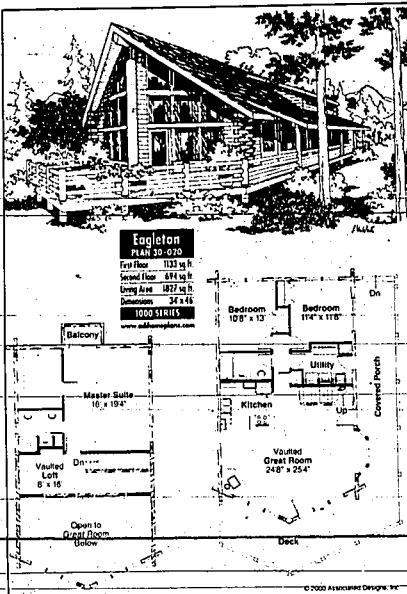 Eagleton
PLAN 30-020
First Floor 1133 sq ft
Second Floor 694 sq ft
Living Area 1827 sq ft
Dimensions 34 x 46
1000 SERIES
Balcony
Master Suite
16' x 19'4"
Vaulted
Loft
8' x 16'
Dn
Open to
Great Room
Below
Bedroom
10'8" x 13'
Bedroom
11'4" x 11'8"
Dn
Utility
Kitchen
Up
Covered Porch
Vaulted
Great Room
24'8" x 25'4"
Deck
© 2000 Associated Designs, Inc.